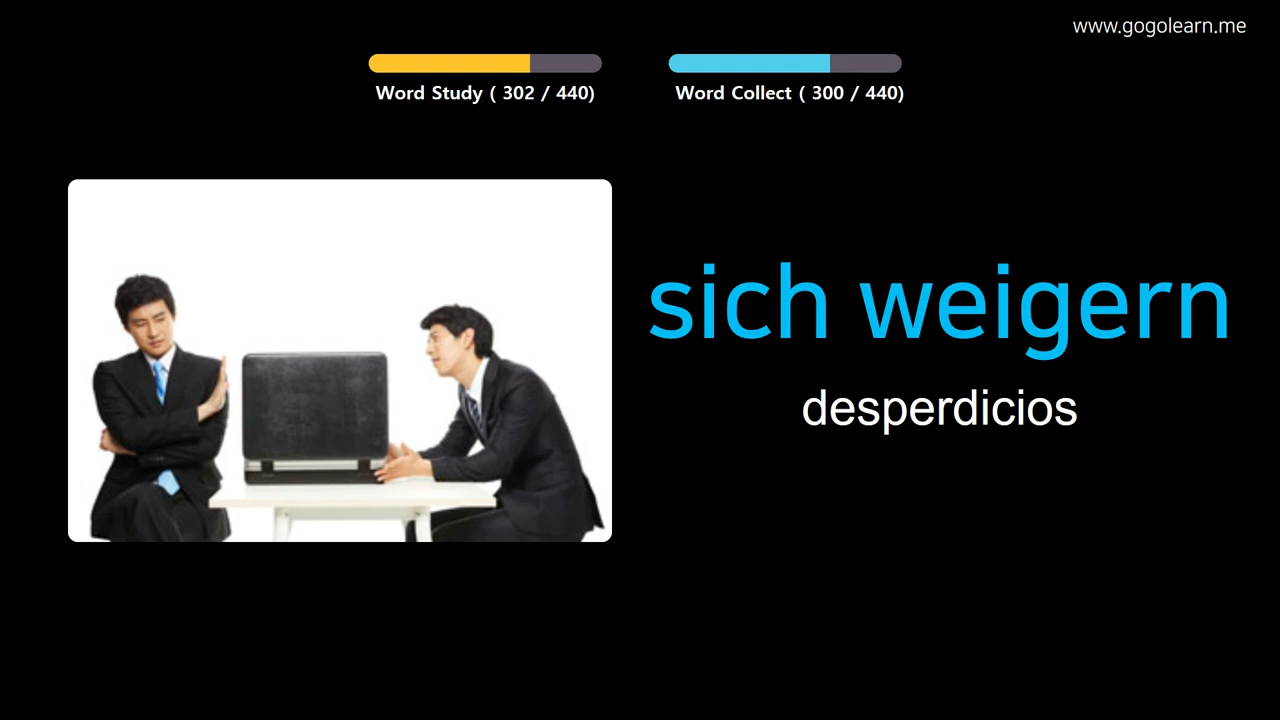 www.gogolearn.me
Word Study ( 302 / 440)
Word Collect ( 300 / 440)
sich weigern
desperdicios